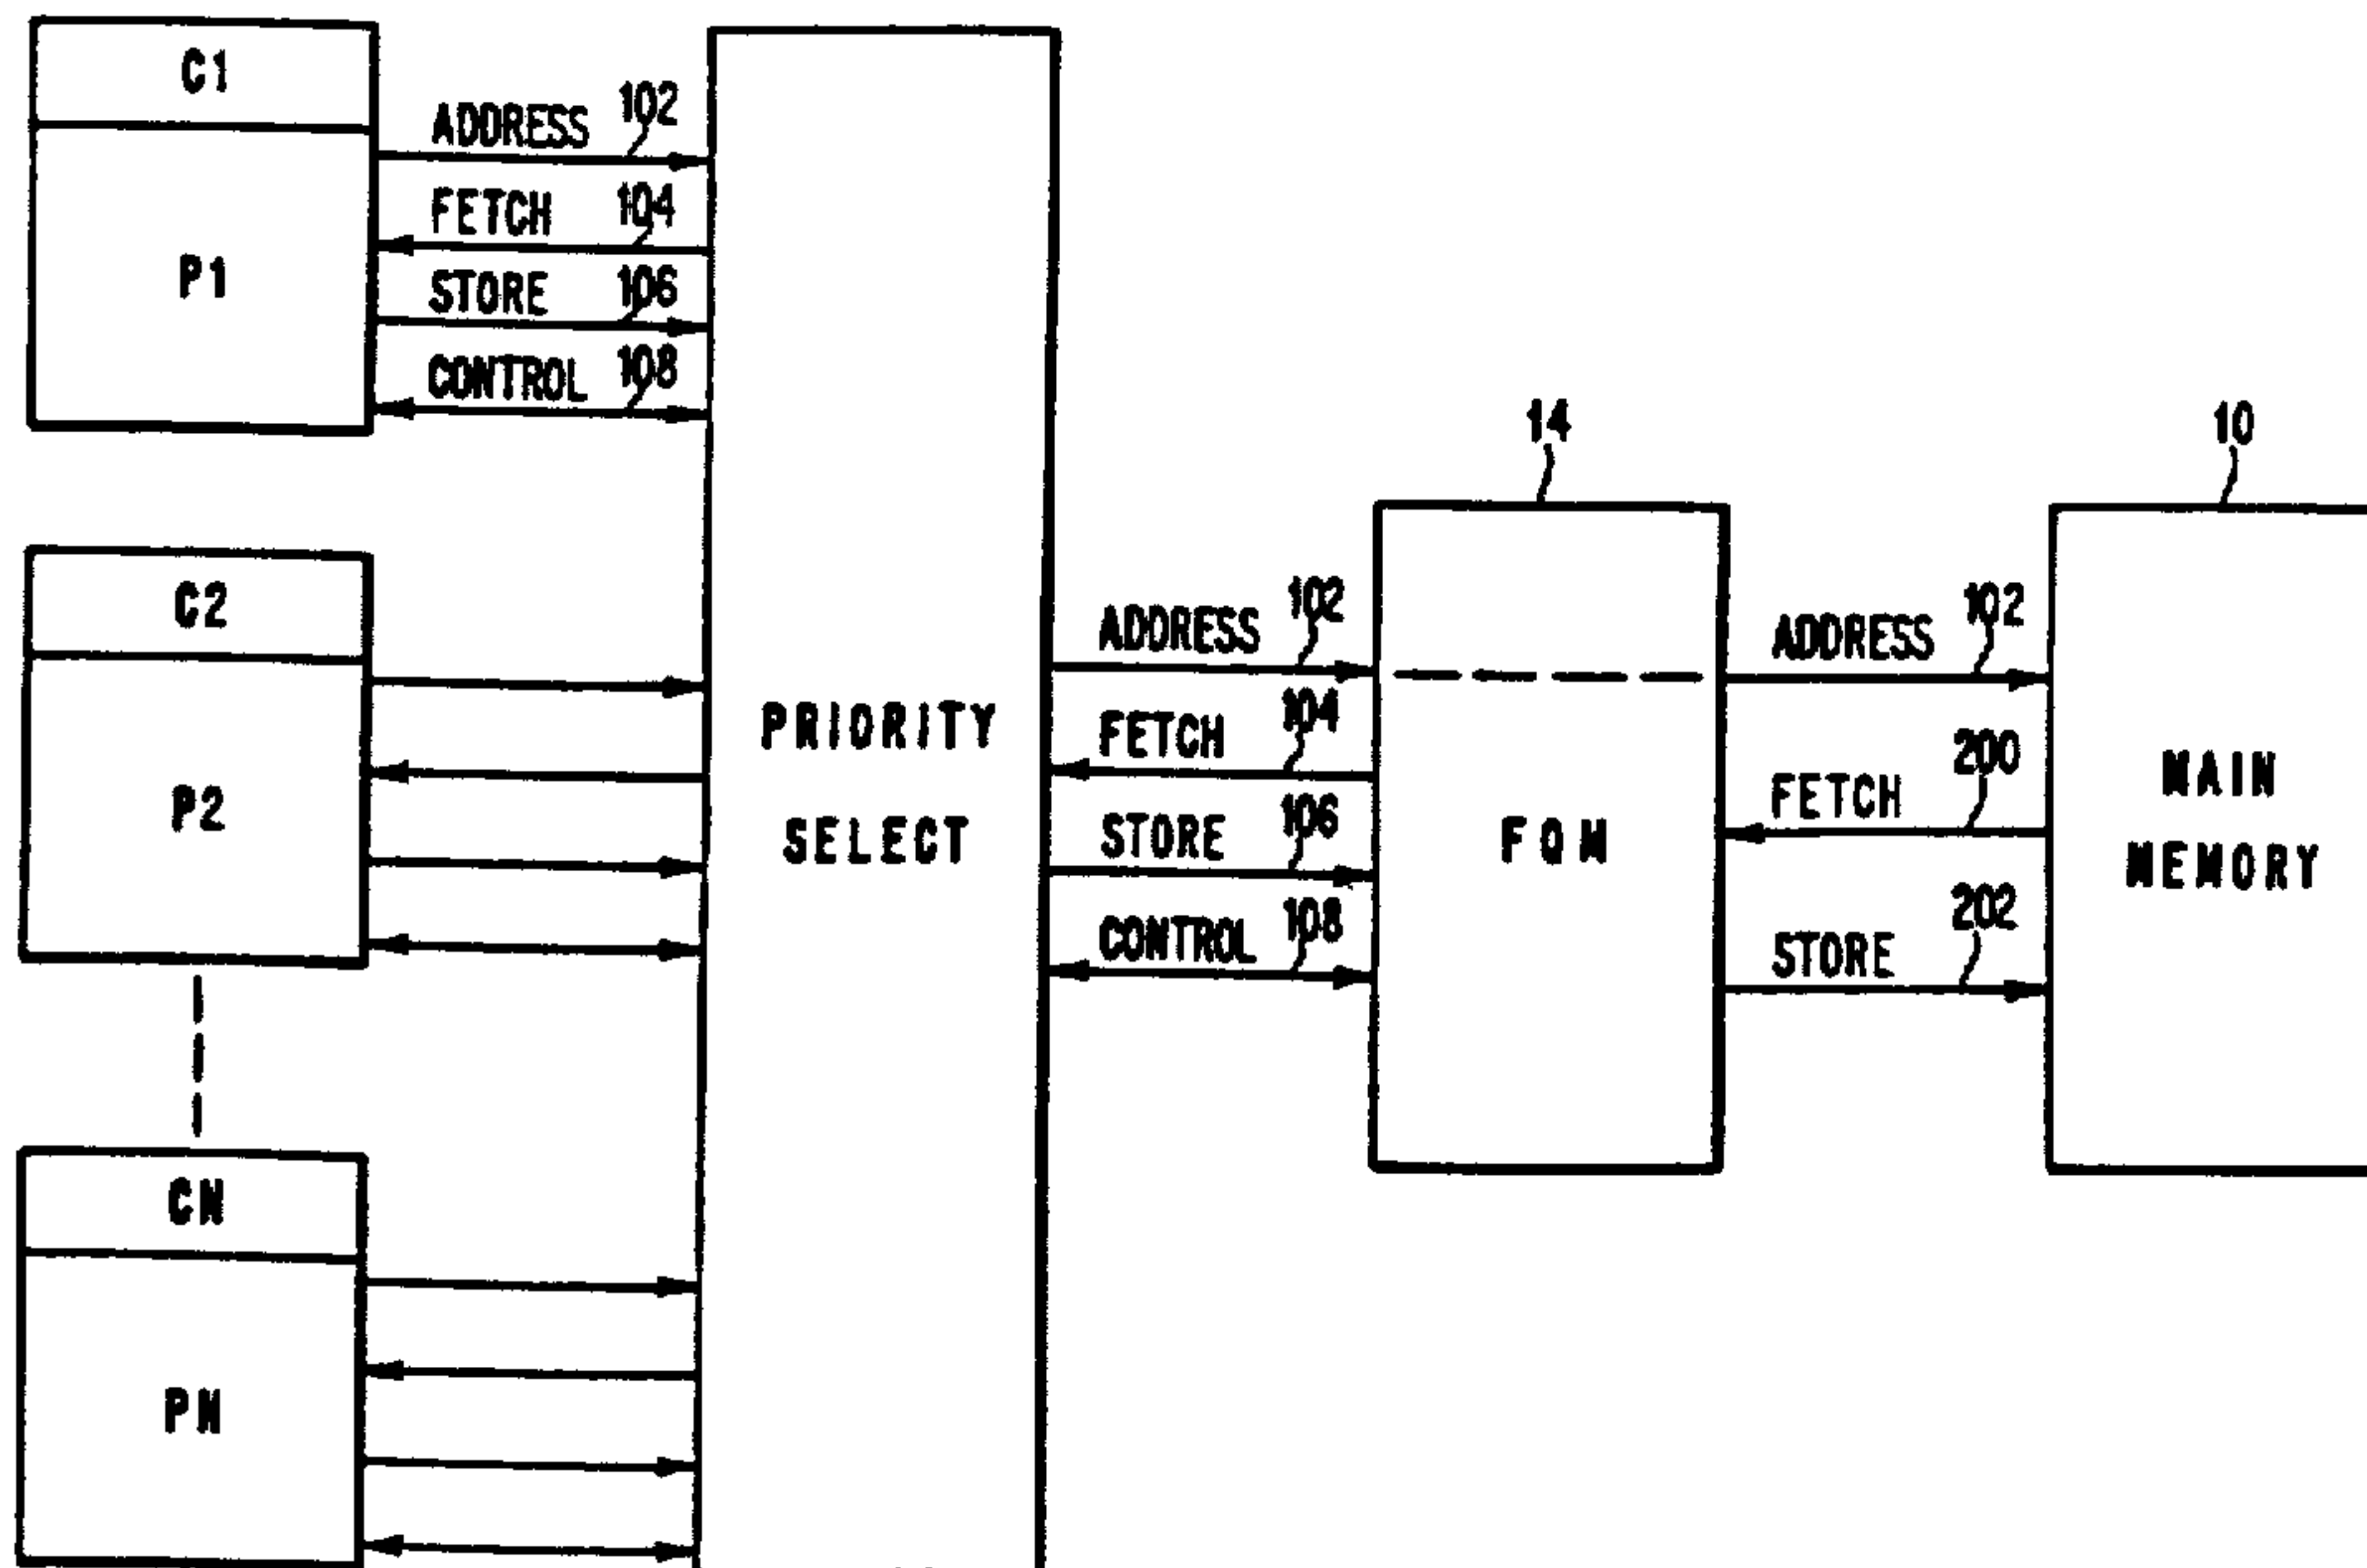 C1
P1
ADDRESS 102
FETCH 104
STORE 106
CONTROL 108
C2
P2
CN
PN
PRIORITY
SELECT
ADDRESS 102
FETCH 104
STORE 106
CONTROL 108
14
FQM
ADDRESS 102
FETCH 200
STORE 202
10
MAIN
MEMORY